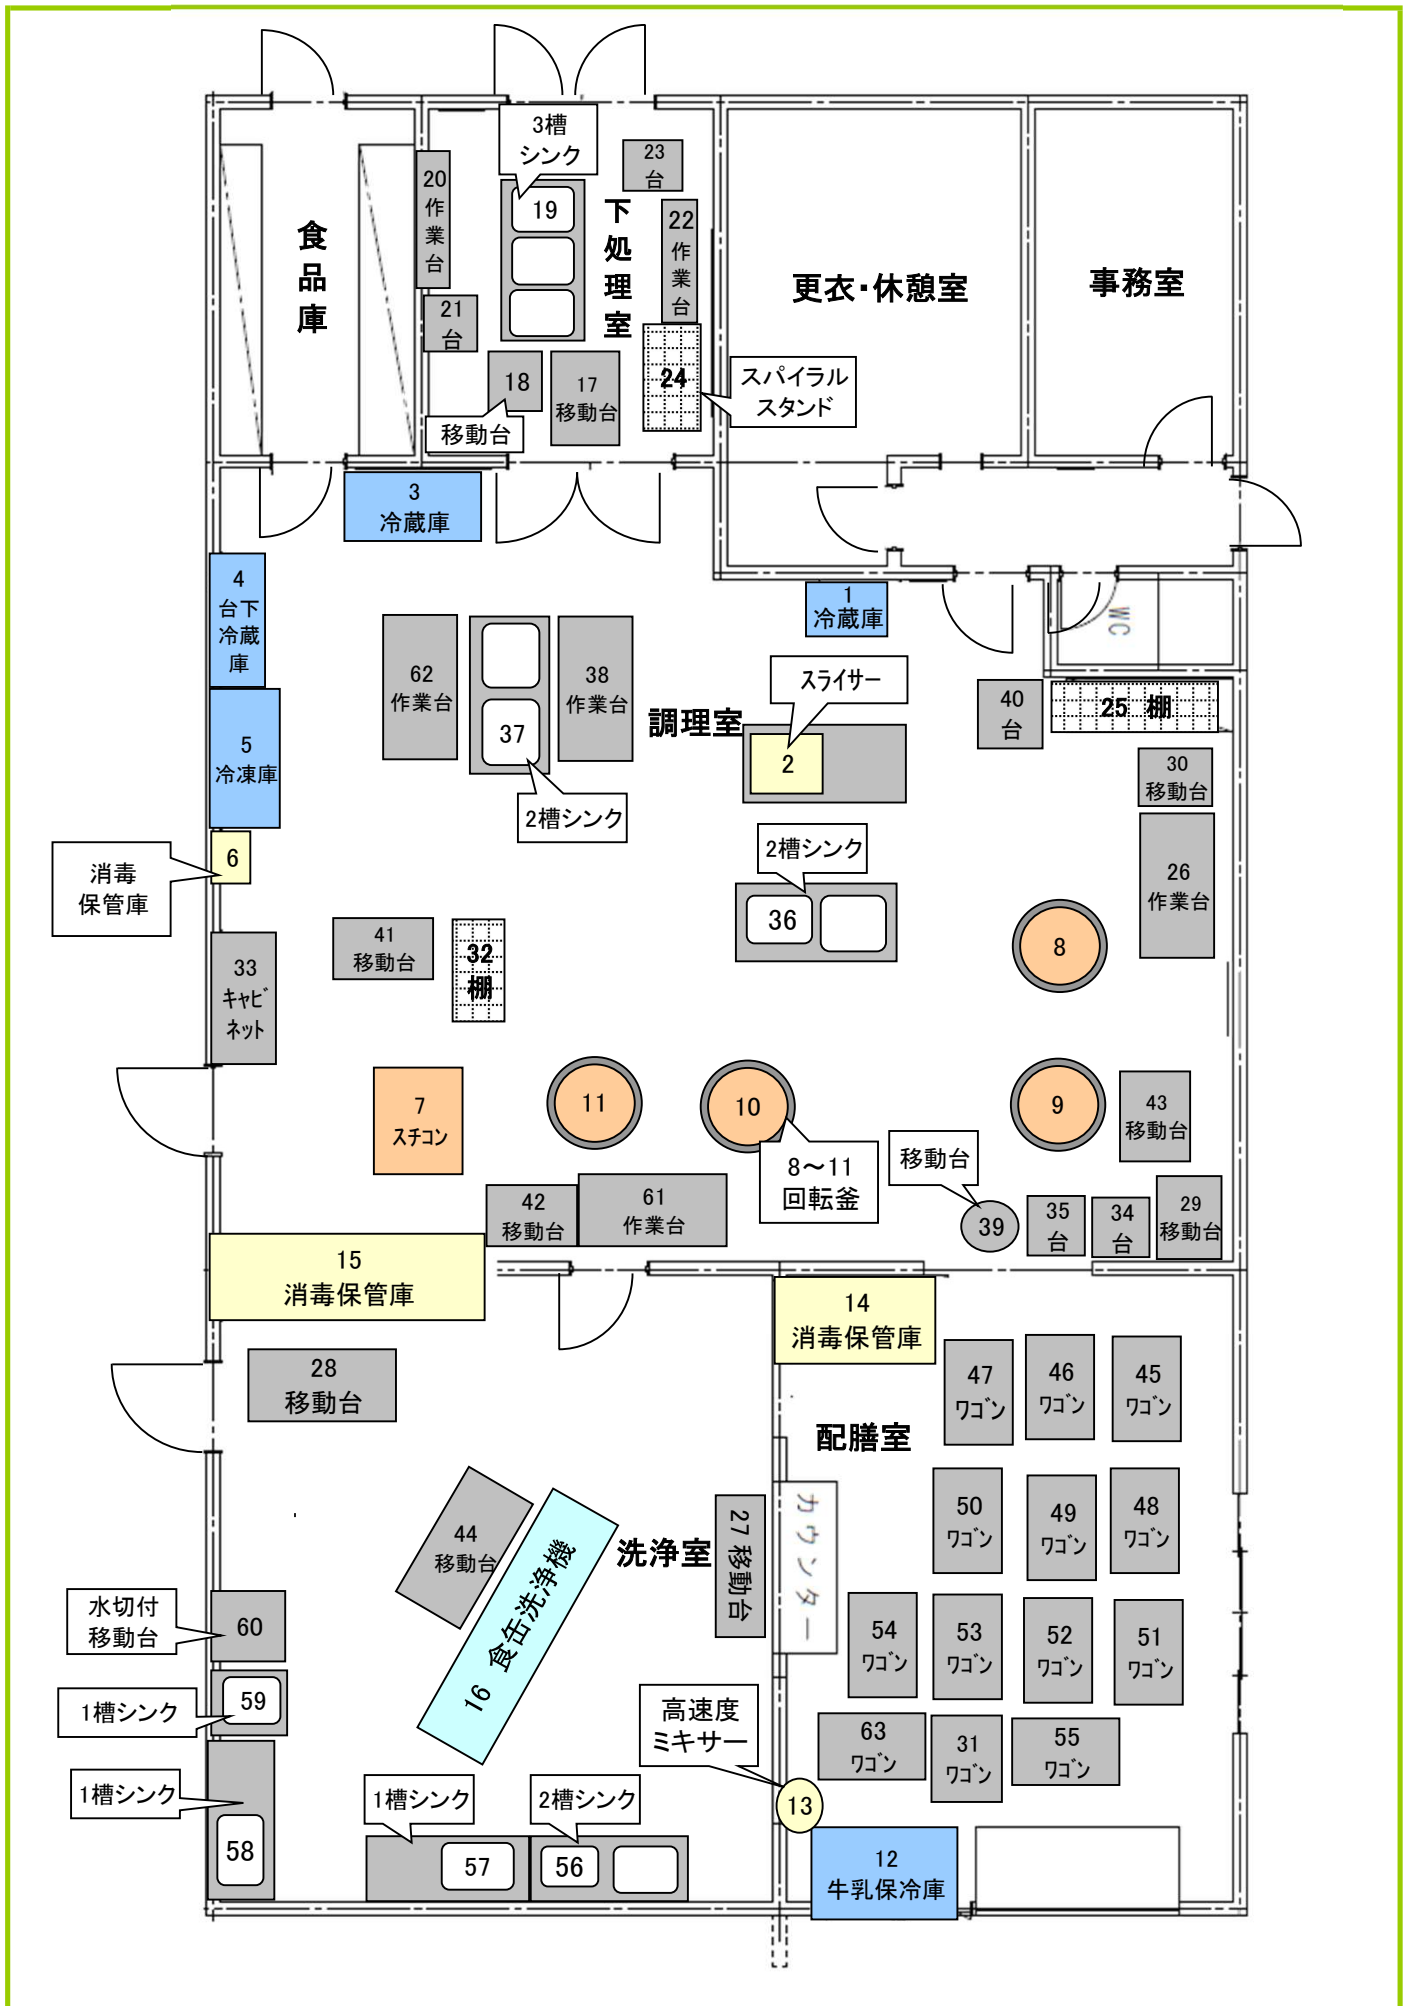 3槽
シンク
23
台
20
作
業
台
19
下
処
理
室
22
作
業
台
食
品
庫
更衣・休憩室
事務室
21
台
18
移動台
17
移動台
24
スパイラル
スタンド
3
冷蔵庫
4
台下
冷蔵
庫
1
冷蔵庫
WC
62
作業台
38
作業台
37
2槽シンク
調理室
スライサー
2
40
台
25 棚
5
冷凍庫
30
移動台
6
消毒
保管庫
2槽シンク
36
26
作業台
41
移動台
32
棚
8
33
キャビ
ネット
7
スチコン
11
10
8～11
回転釜
9
43
移動台
移動台
39
42
移動台
61
作業台
35
台
34
台
29
移動台
15
消毒保管庫
14
消毒保管庫
28
移動台
47
ワゴン
46
ワゴン
45
ワゴン
配膳室
44
移動台
16 食缶洗浄機
洗浄室
27 移動台
カウンター
50
ワゴン
49
ワゴン
48
ワゴン
水切付
移動台
60
54
ワゴン
53
ワゴン
52
ワゴン
51
ワゴン
1槽シンク
59
高速度
ミキサー
63
ワゴン
31
ワゴン
55
ワゴン
1槽シンク
58
1槽シンク
57
2槽シンク
56
13
12
牛乳保冷庫